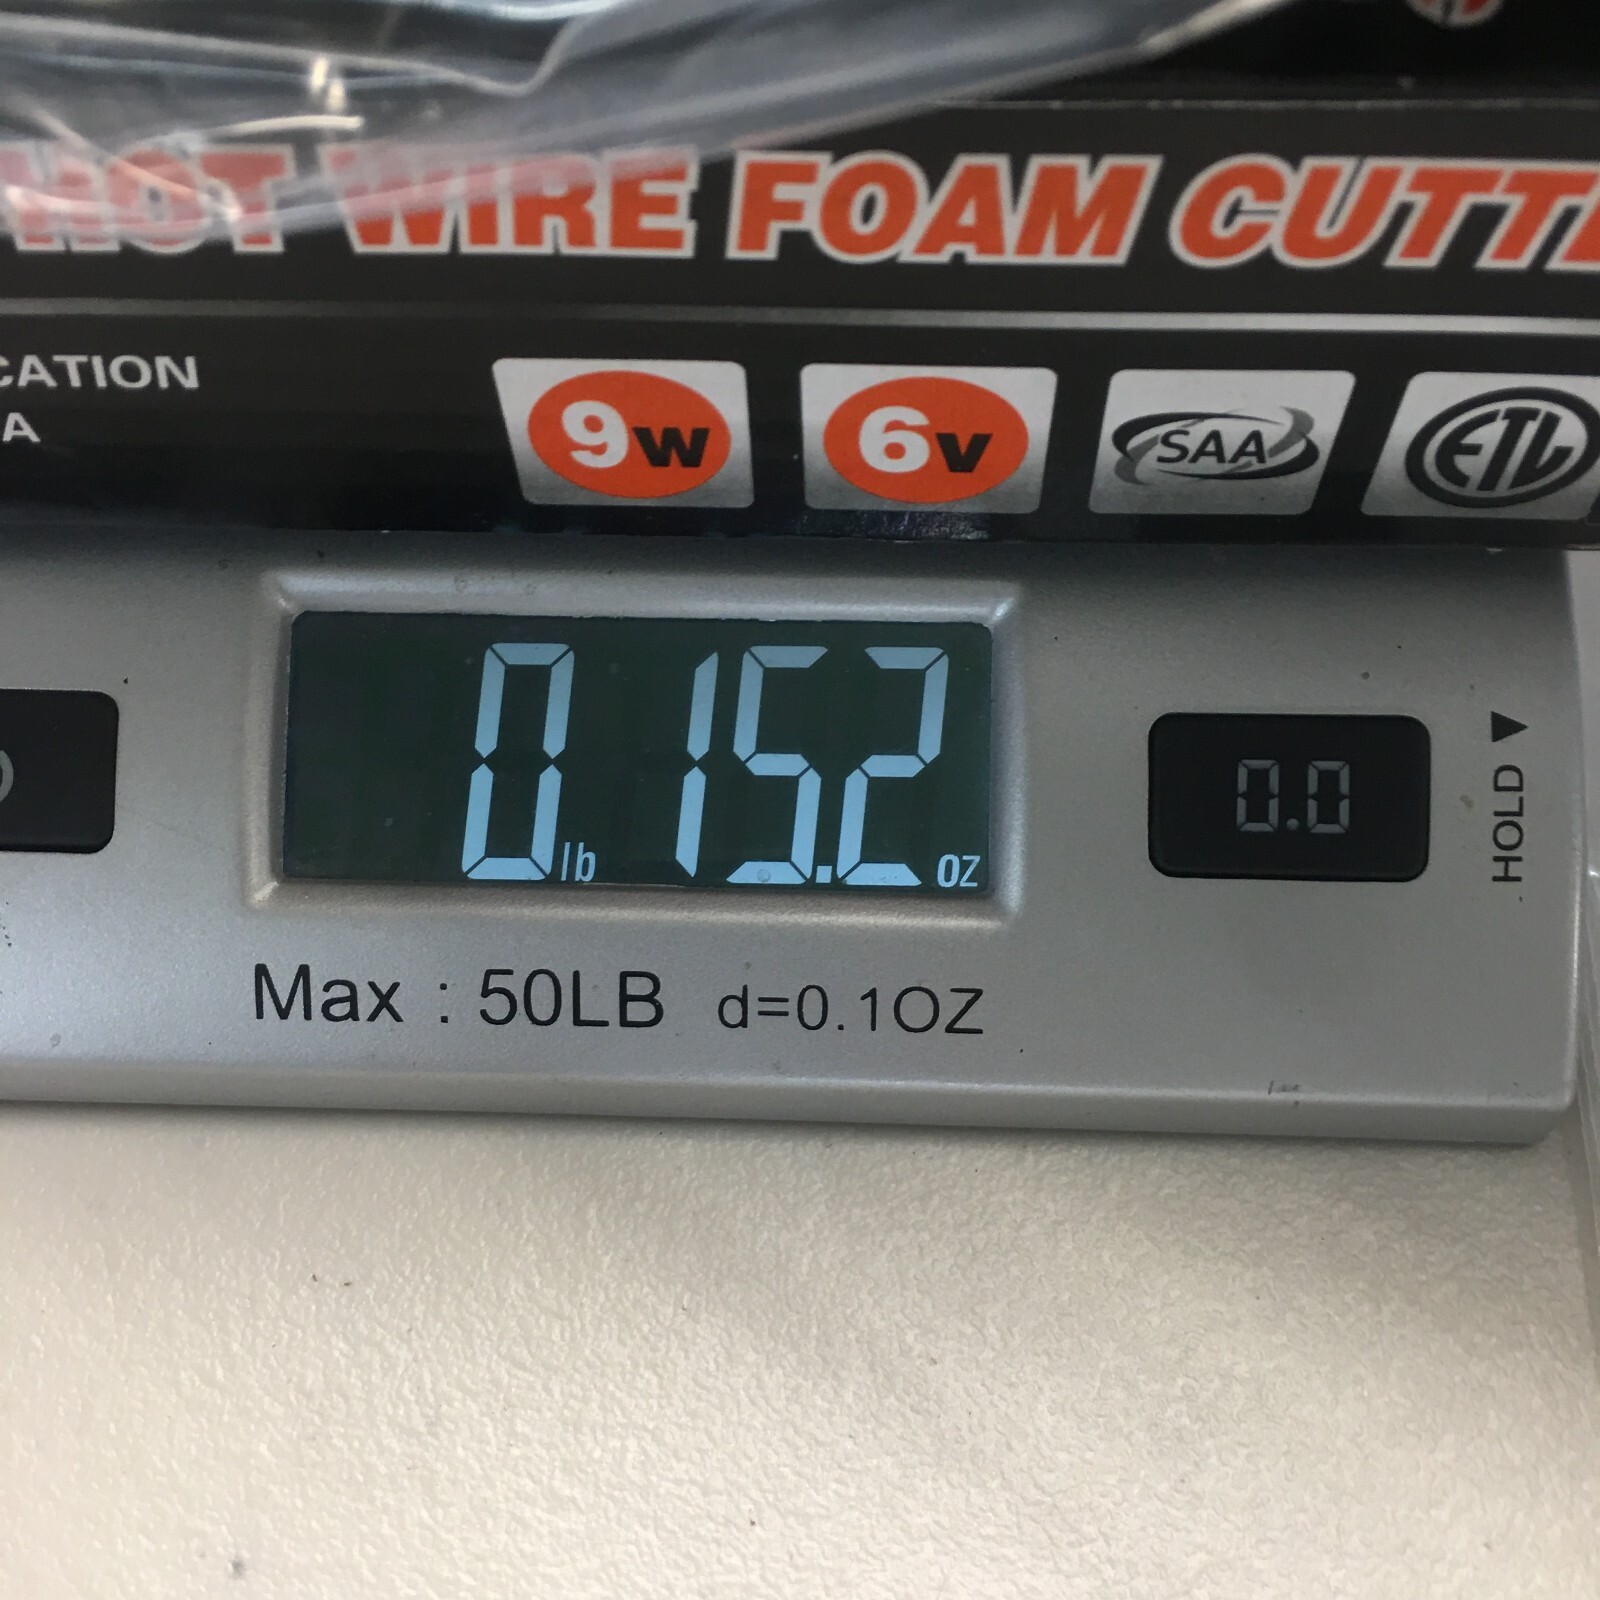 HOT WIRE FOAM CUTTE
CATION
A
9W 6V SAA ETL
0 lb 15.2 oz
0.0
HOLD
Max : 50LB d=0.1OZ